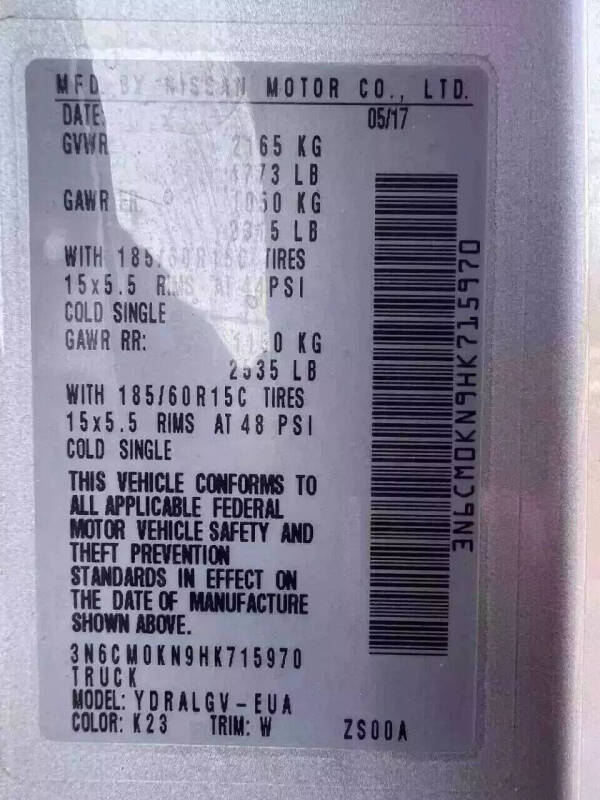 MFD BY NISSAN MOTOR CO., LTD.
DATE: 05/17
GVWR 2165 KG
4773 LB
GAWR FR 1050 KG
LB
WITH 185/60R15C TIRES
15x5.5 RIMS AT 44 PSI
COLD SINGLE
GAWR RR: KG
2535 LB
WITH 185/60R15C TIRES
15x5.5 RIMS AT 48 PSI
COLD SINGLE
THIS VEHICLE CONFORMS TO
ALL APPLICABLE FEDERAL
MOTOR VEHICLE SAFETY AND
THEFT PREVENTION
STANDARDS IN EFFECT ON
THE DATE OF MANUFACTURE
SHOWN ABOVE.
3N6CM0KN9HK715970
TRUCK
MODEL: YDRALGV-EUA
COLOR: K23 TRIM: W ZS00A
3N6CM0KN9HK715970